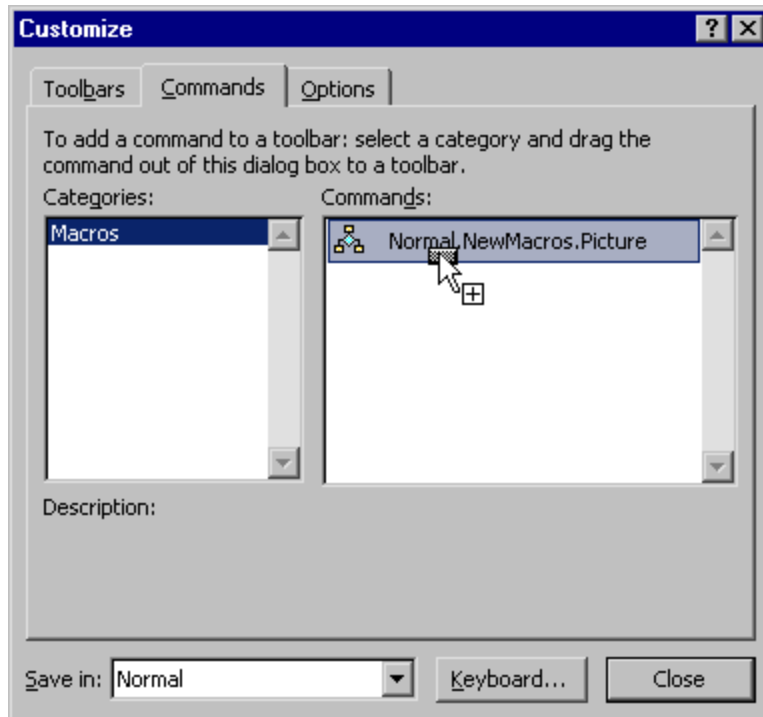 Customize
Toolbars Commands Options
To add a command to a toolbar: select a category and drag the
command out of this dialog box to a toolbar.
Categories: Commands:
Macros Normal.NewMacros.Picture
Description:
Save in: Normal Keyboard... Close